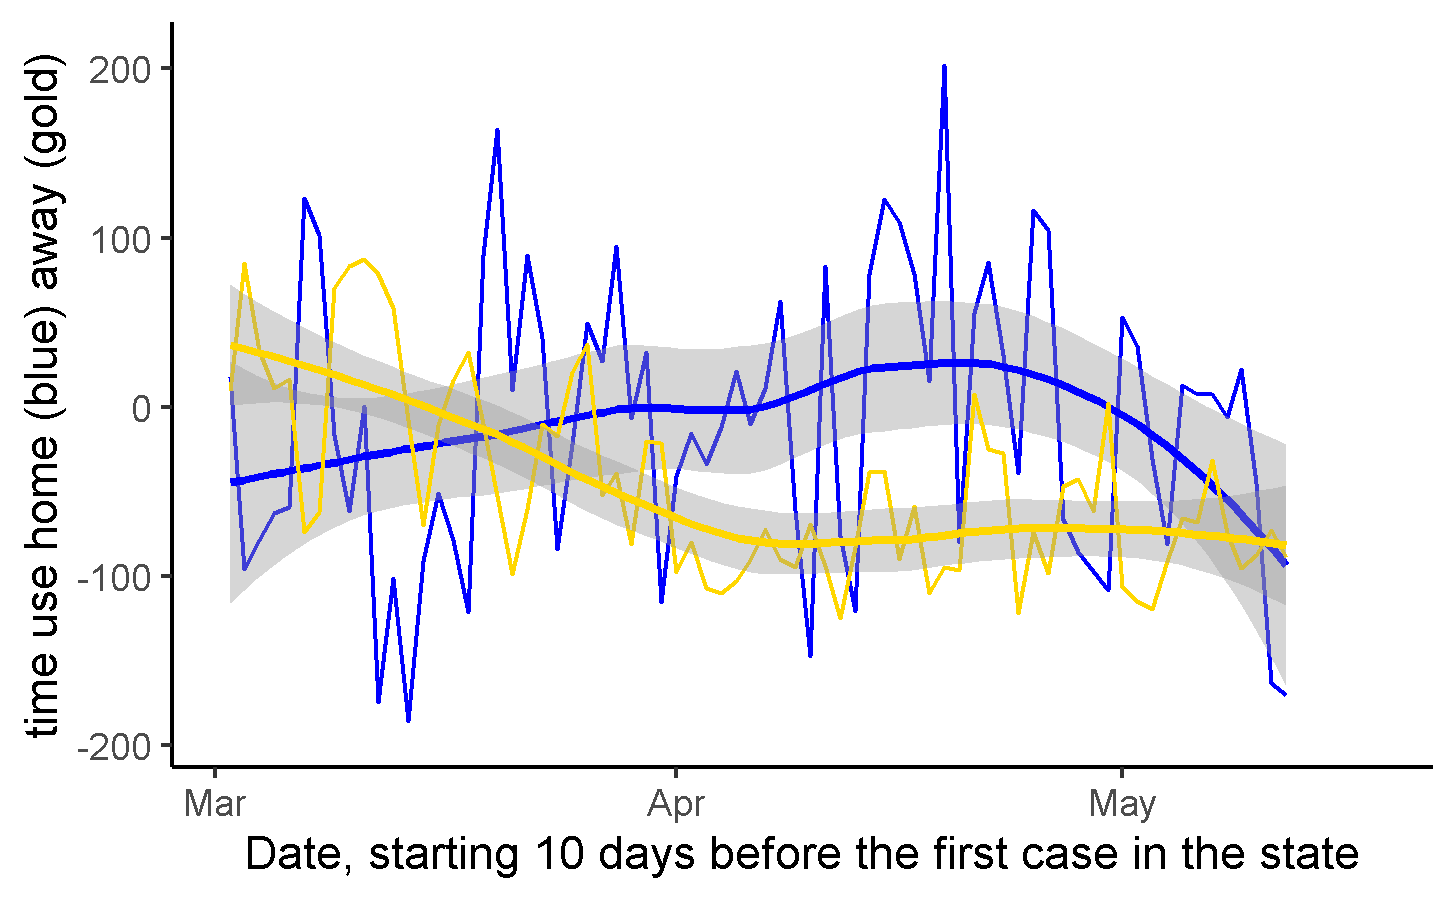 time use home (blue) away (gold)
200
100
0
-100
-200
Mar
Apr
May
Date, starting 10 days before the first case in the state